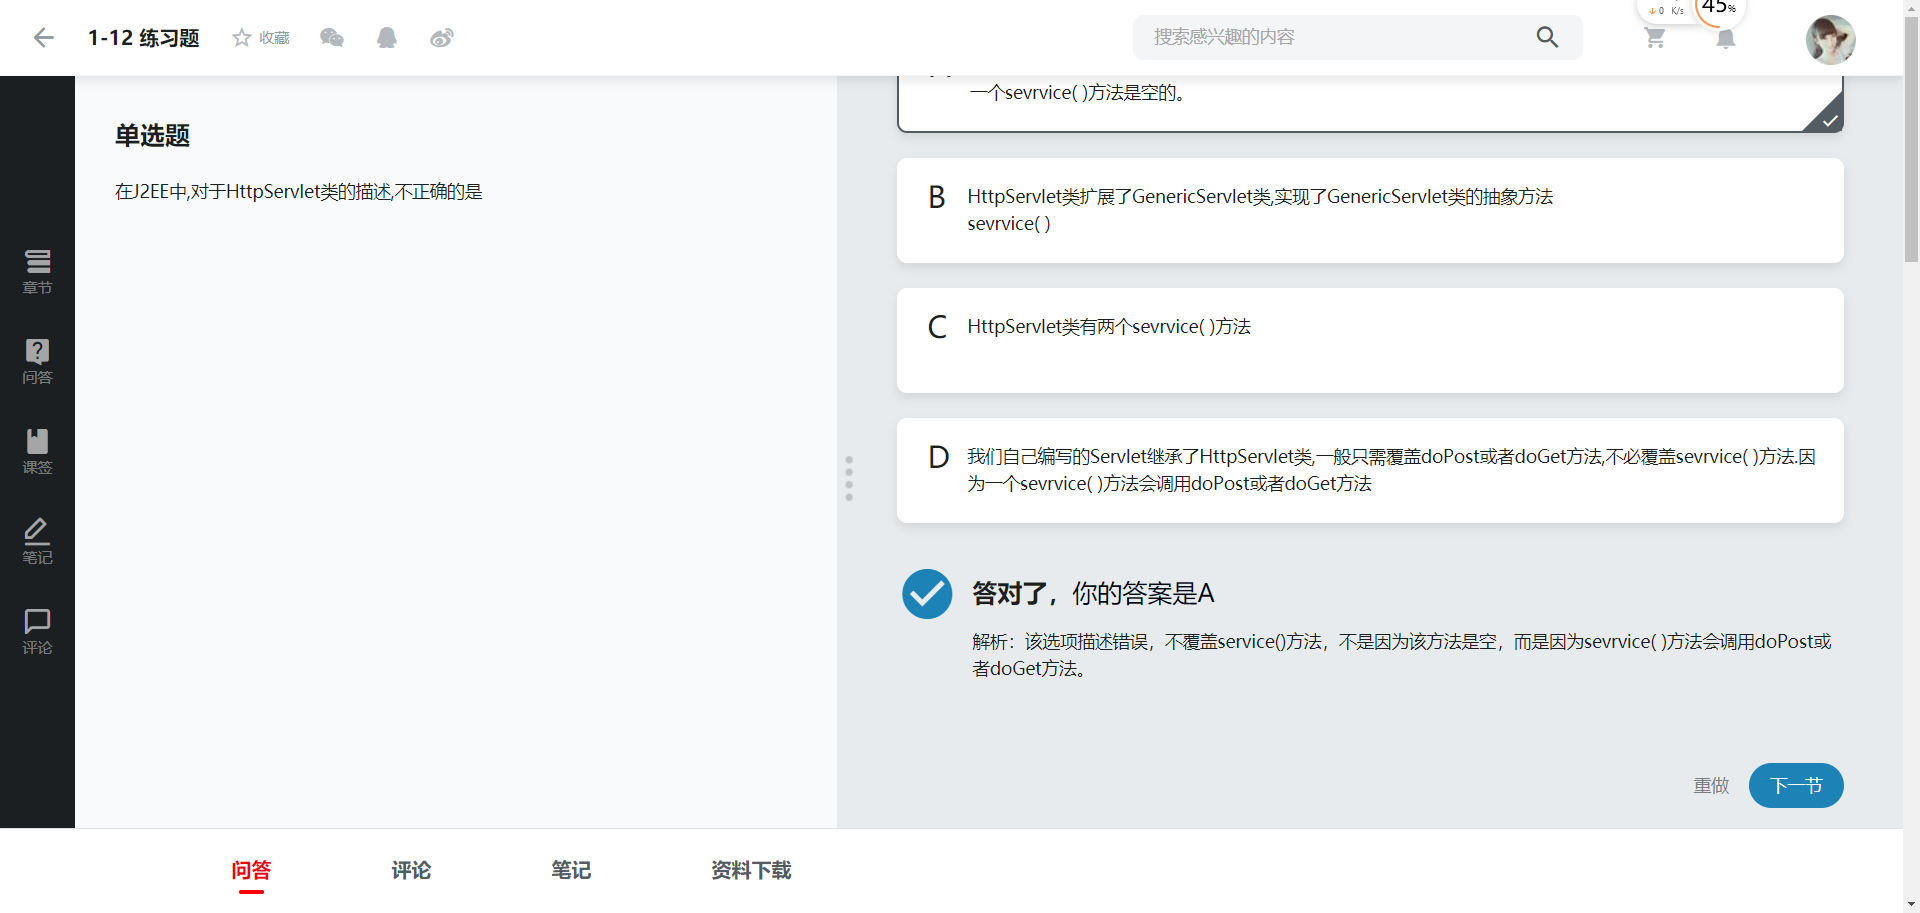 1-12 练习题
收藏
搜索感兴趣的内容
0 K/s
45%
章节
问答
课签
笔记
评论
单选题
在J2EE中,对于HttpServlet类的描述,不正确的是
一个sevrvice( )方法是空的。
B HttpServlet类扩展了GenericServlet类,实现了GenericServlet类的抽象方法
sevrvice( )
C HttpServlet类有两个sevrvice( )方法
D 我们自己编写的Servlet继承了HttpServlet类,一般只需覆盖doPost或者doGet方法,不必覆盖sevrvice( )方法.因
为一个sevrvice( )方法会调用doPost或者doGet方法
答对了，你的答案是A
解析：该选项描述错误，不覆盖service()方法，不是因为该方法是空，而是因为sevrvice( )方法会调用doPost或
者doGet方法。
重做
下一节
问答
评论
笔记
资料下载